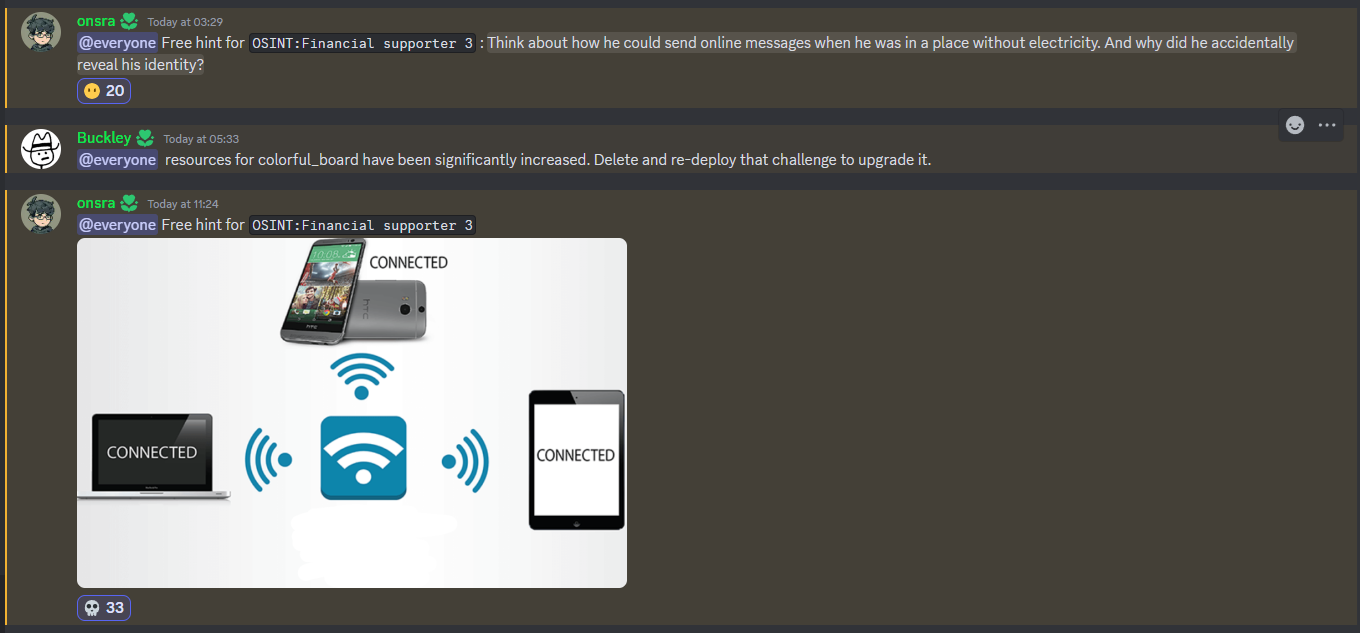 onsra Today at 03:29
@everyone Free hint for OSINT:Financial supporter 3 : Think about how he could send online messages when he was in a place without electricity. And why did he accidentally
reveal his identity?
20
Buckley Today at 05:33
@everyone resources for colorful_board have been significantly increased. Delete and re-deploy that challenge to upgrade it.
onsra Today at 11:24
@everyone Free hint for OSINT:Financial supporter 3
10:08
CONNECTED
hTC
hTC
CONNECTED
CONNECTED
33